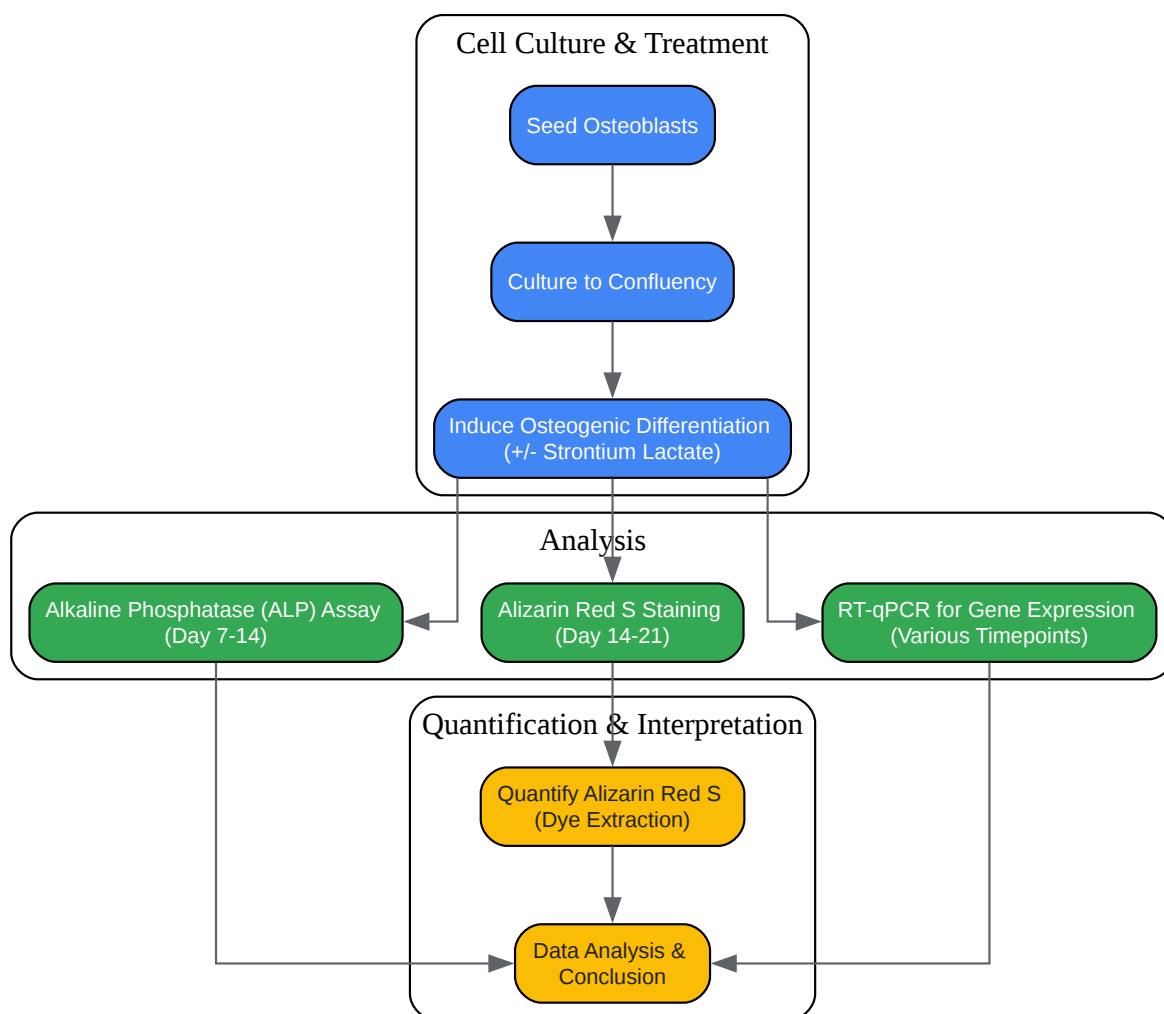 Cell Culture & Treatment
Seed Osteoblasts
Culture to Confluency
Induce Osteogenic Differentiation
(+/- Strontium Lactate)
Analysis
Alkaline Phosphatase (ALP) Assay
(Day 7-14)
Alizarin Red S Staining
(Day 14-21)
RT-qPCR for Gene Expression
(Various Timepoints)
Quantification & Interpretation
Quantify Alizarin Red S
(Dye Extraction)
Data Analysis &
Conclusion